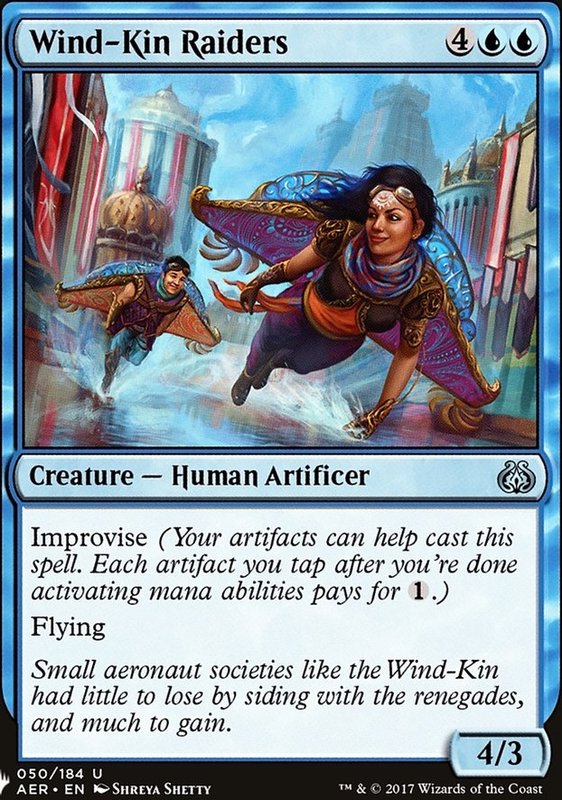 Wind-Kin Raiders 4
Creature — Human Artificer
Improvise (Your artifacts can help cast this
spell. Each artifact you tap after you're done
activating mana abilities pays for 1.)
Flying
Small aeronaut societies like the Wind-Kin
had little to lose by siding with the renegades,
and much to gain.
4/3
050/184 U
AER • EN Shreya Shetty
™ & © 2017 Wizards of the Coast